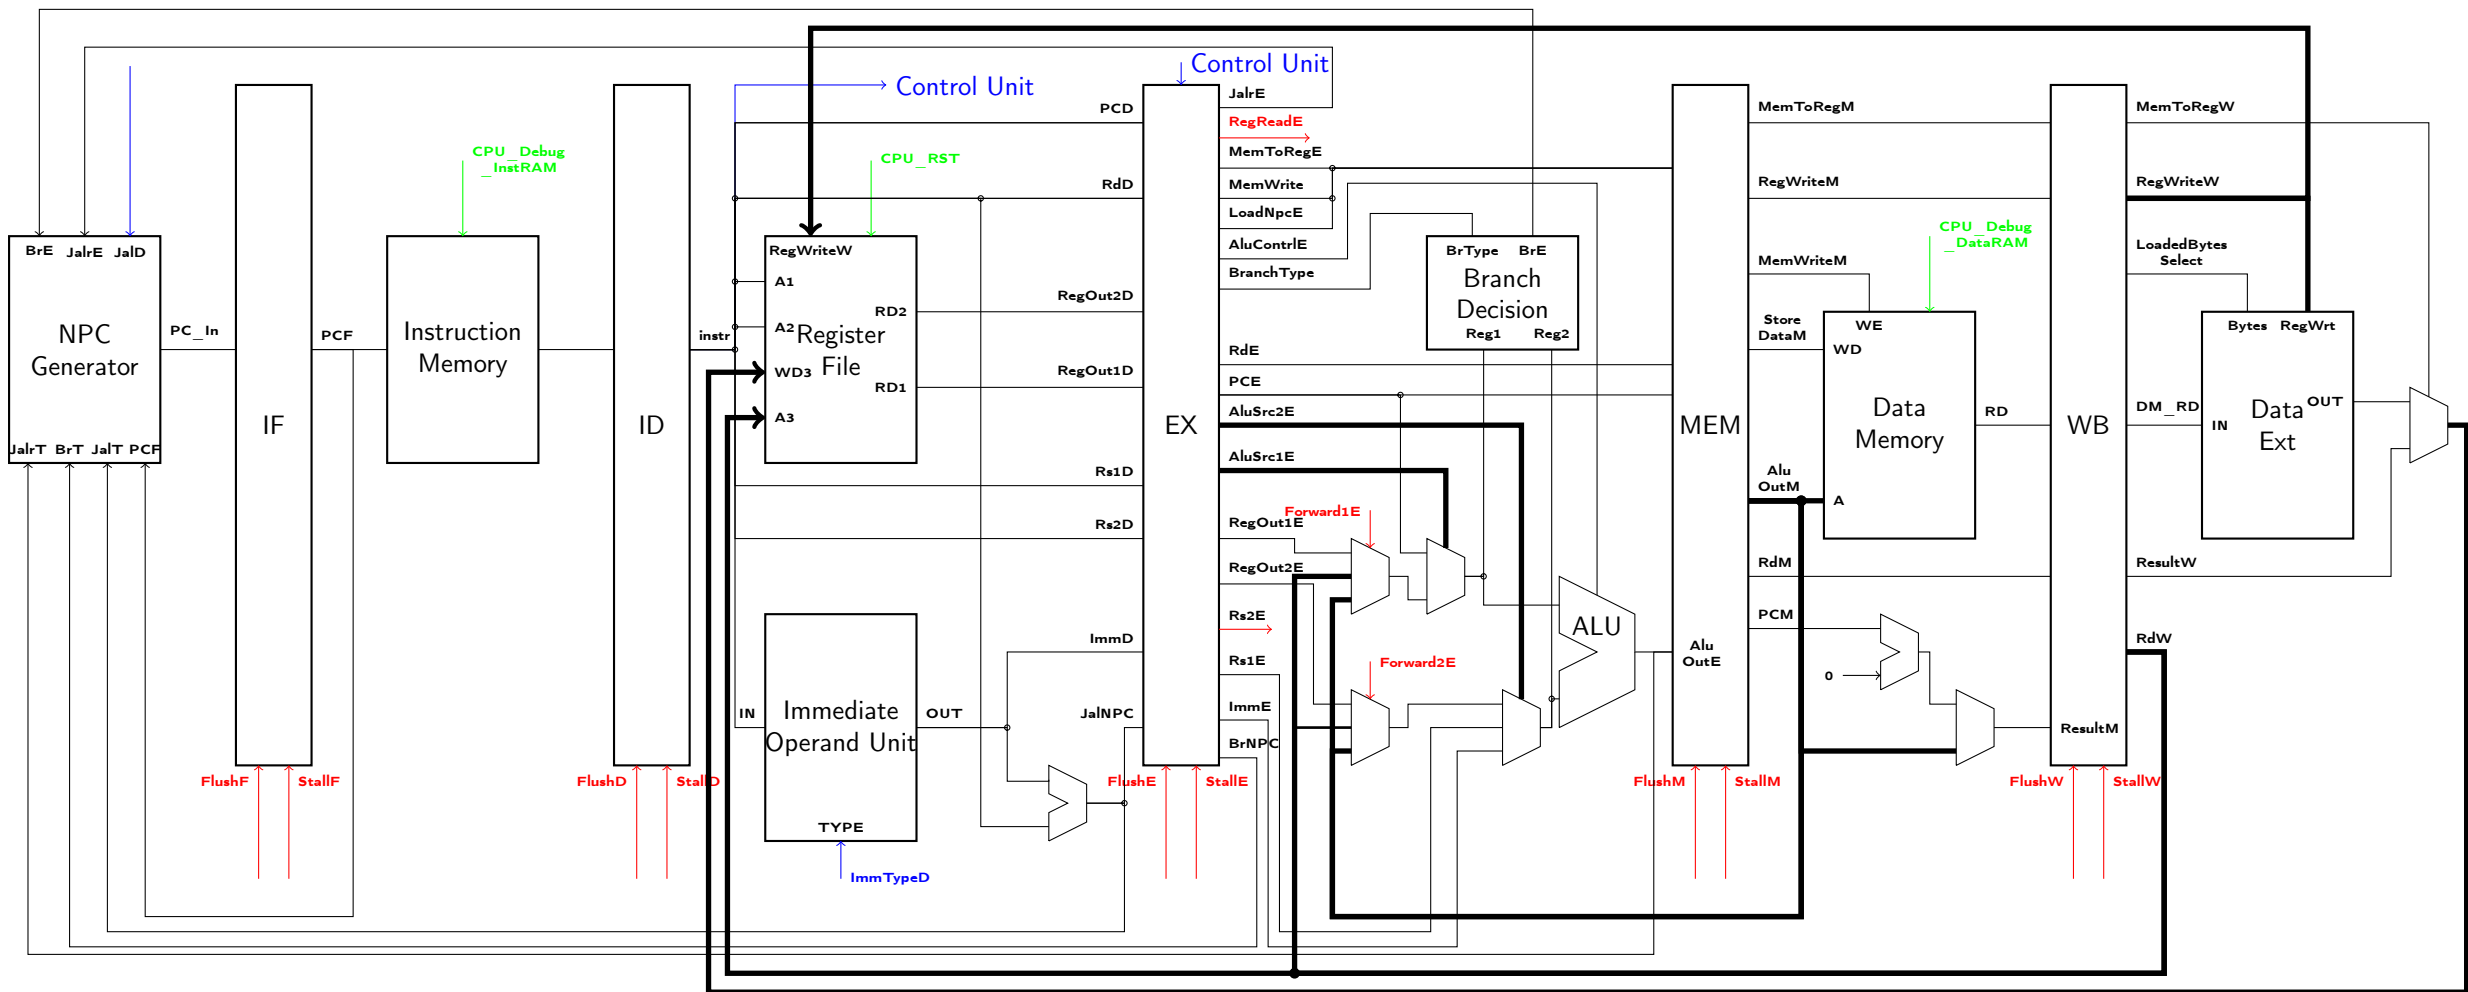 Control Unit
Control Unit
BrE
JalrE
JalD
NPC
Generator
JalrT
BrT
JalT
PCF
PC_In
IF
FlushF
StallF
PCF
CPU_Debug
_InstRAM
Instruction
Memory
ID
FlushD
StallD
instr
CPU_RST
RegWriteW
A1
A2
Register
File
WD3
A3
RD2
RD1
IN
Immediate
Operand Unit
OUT
TYPE
ImmTypeD
PCD
RdD
RegOut2D
RegOut1D
Rs1D
Rs2D
ImmD
JalNPC
EX
FlushE
StallE
JalrE
RegReadE
MemToRegE
MemWrite
LoadNpcE
AluContrlE
BranchType
RdE
PCE
AluSrc2E
AluSrc1E
RegOut1E
RegOut2E
Rs2E
Rs1E
ImmE
BrNPC
Forward1E
Forward2E
BrType
BrE
Branch
Decision
Reg1
Reg2
ALU
Alu
OutE
MEM
FlushM
StallM
MemToRegM
RegWriteM
MemWriteM
Store
DataM
Alu
OutM
RdM
PCM
0
CPU_Debug
_DataRAM
WE
WD
Data
Memory
A
RD
ResultM
WB
FlushW
StallW
MemToRegW
RegWriteW
LoadedBytes
Select
DM_RD
ResultW
RdW
Bytes
RegWrt
OUT
IN
Data
Ext